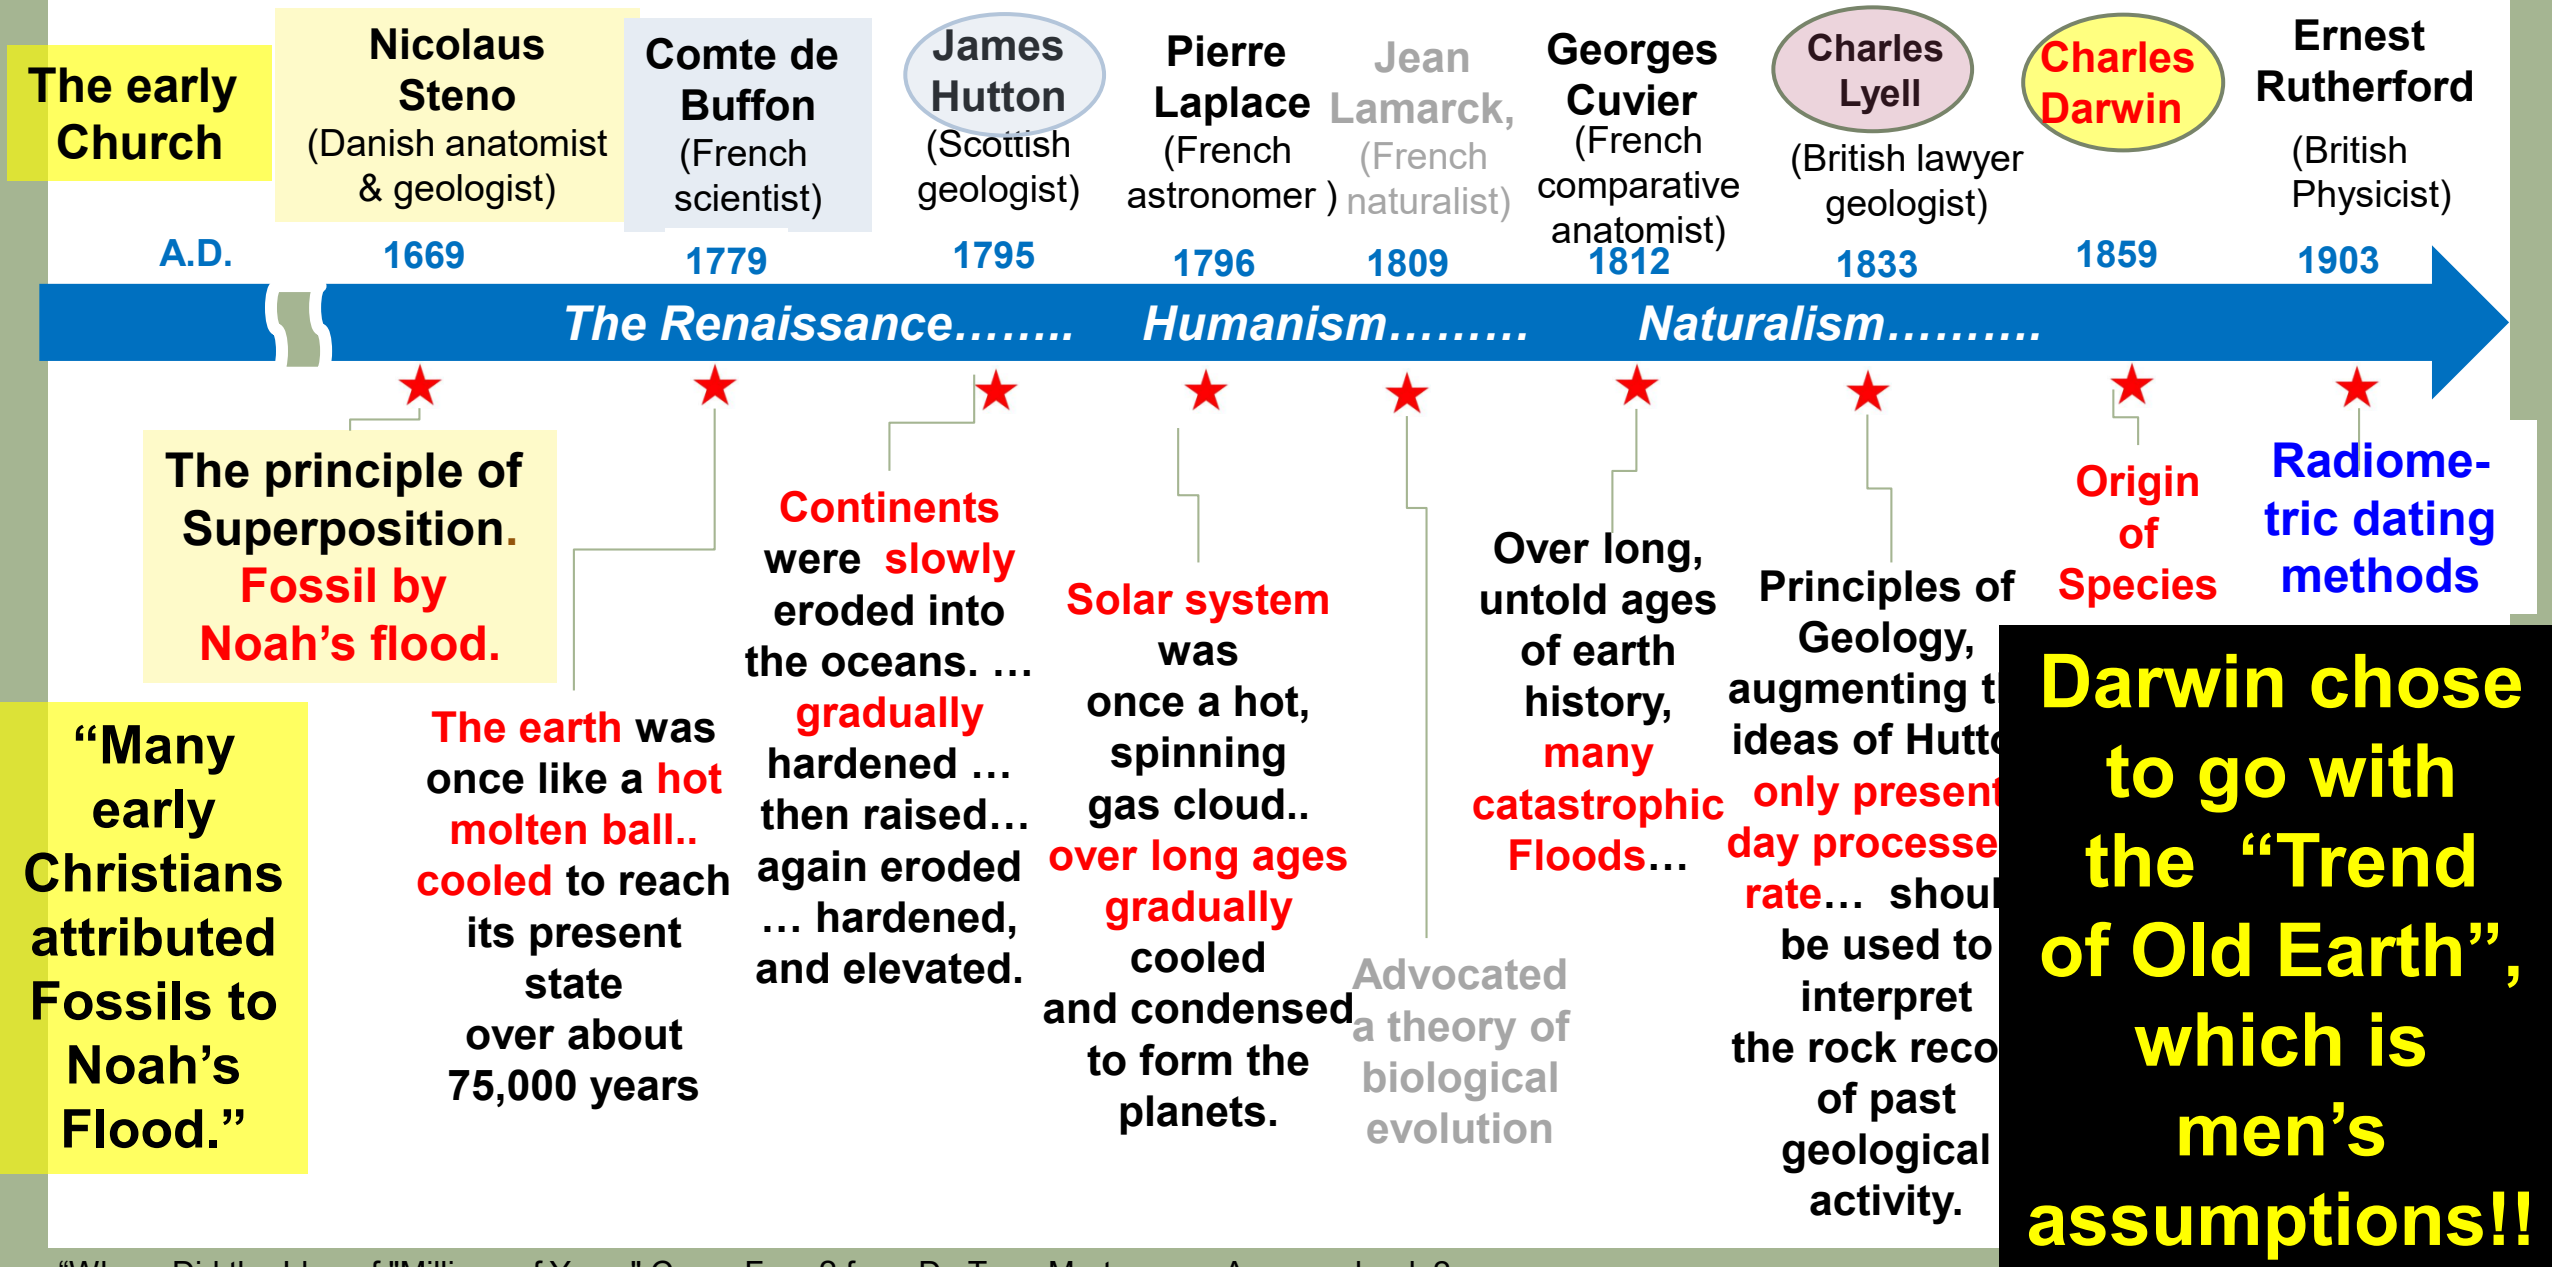 The early
Church
Nicolaus
Steno
(Danish anatomist
& geologist)
Comte de
Buffon
(French
scientist)
James
Hutton
(Scottish
geologist)
Pierre
Laplace
(French
astronomer )
Jean
Lamarck,
(French
naturalist)
Georges
Cuvier
(French
comparative
anatomist)
Charles
Lyell
(British lawyer
geologist)
Charles
Darwin
Ernest
Rutherford
(British
Physicist)
A.D.
1669
1779
1795
1796
1809
1812
1833
1859
1903
The Renaissance........
Humanism………
Naturalism……….
The principle of
Superposition.
Fossil by
Noah’s flood.
“Many
early
Christians
attributed
Fossils to
Noah’s
Flood.”
The earth was
once like a hot
molten ball..
cooled to reach
its present
state
over about
75,000 years
Continents
were slowly
eroded into
the oceans. …
gradually
hardened …
then raised…
again eroded
… hardened,
and elevated.
Solar system
was
once a hot,
spinning
gas cloud..
over long ages
gradually
cooled
and condensed
to form the
planets.
Advocated
a theory of
biological
evolution
Over long,
untold ages
of earth
history,
many
catastrophic
Floods…
Principles of
Geology,
augmenting
ideas of
only present
day
rate…
be used to
interpret
the rock
of past
geological
activity.
Origin
of
Species
Radiome-
tric dating
methods
Darwin chose
to go with
the “Trend
of Old Earth”,
which is
men’s
assumptions!!